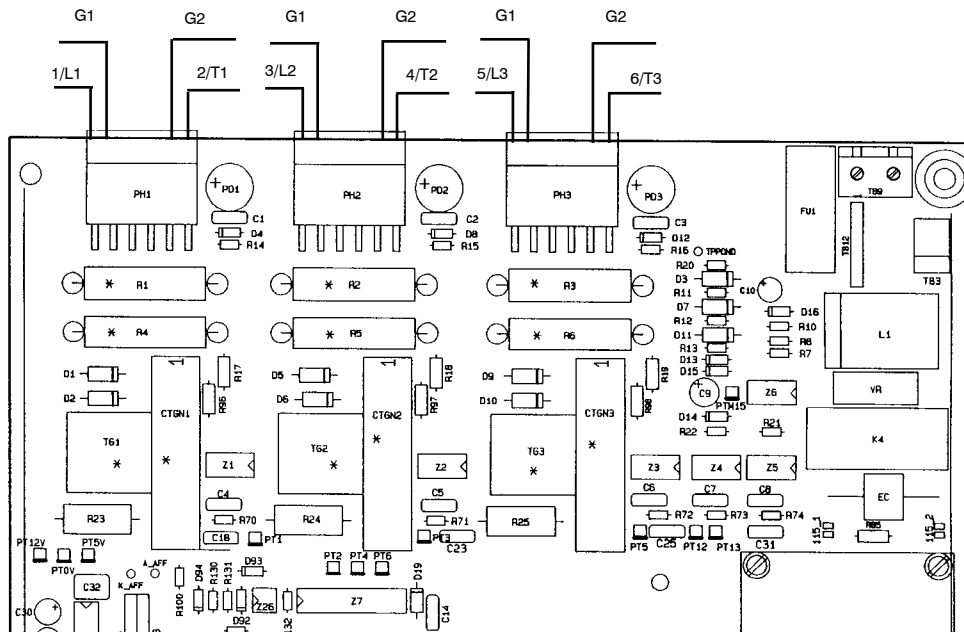 G1 G2 G1 G2 G1 G2
1/L1 2/T1 3/L2 4/T2 5/L3 6/T3
PH1 PD1 PH2 PD2 PH3 PD3 FU1 TB9
C1 C2 C3
D4 D8 D12 TB12
R14 R15 R16 TPPOND
R20 TB3
R1 R2 R3 D3 C10
R11
D7 D16
R4 R5 R6 R12 R10 L1
D11 R8
R13 R7
1 1 D13
D1 R17 D5 R18 D9 R19 D15
D2 R96 D6 R97 D10 R98 C9 PTM15 Z6 VR
CTGN1 CTGN2 CTGN3 D14
TG1 TG2 TG3 R22 R21 K4
Z1 Z2 Z3 Z4 Z5
C4 C5 C6 C7 C8 EC
R23 R70 R24 R71 R25 R72 R73 R74 115_1 115_2
PT12V PT5V C18 PT1 PT3 C23 PT5 C25 PT12 PT13 C31 R85
PT0V PT2 PT4 PT6
A_AFF D93
C32 K_AFF D94 R130 R131 D19
C30 R100 Z26 Z7 C14
D92